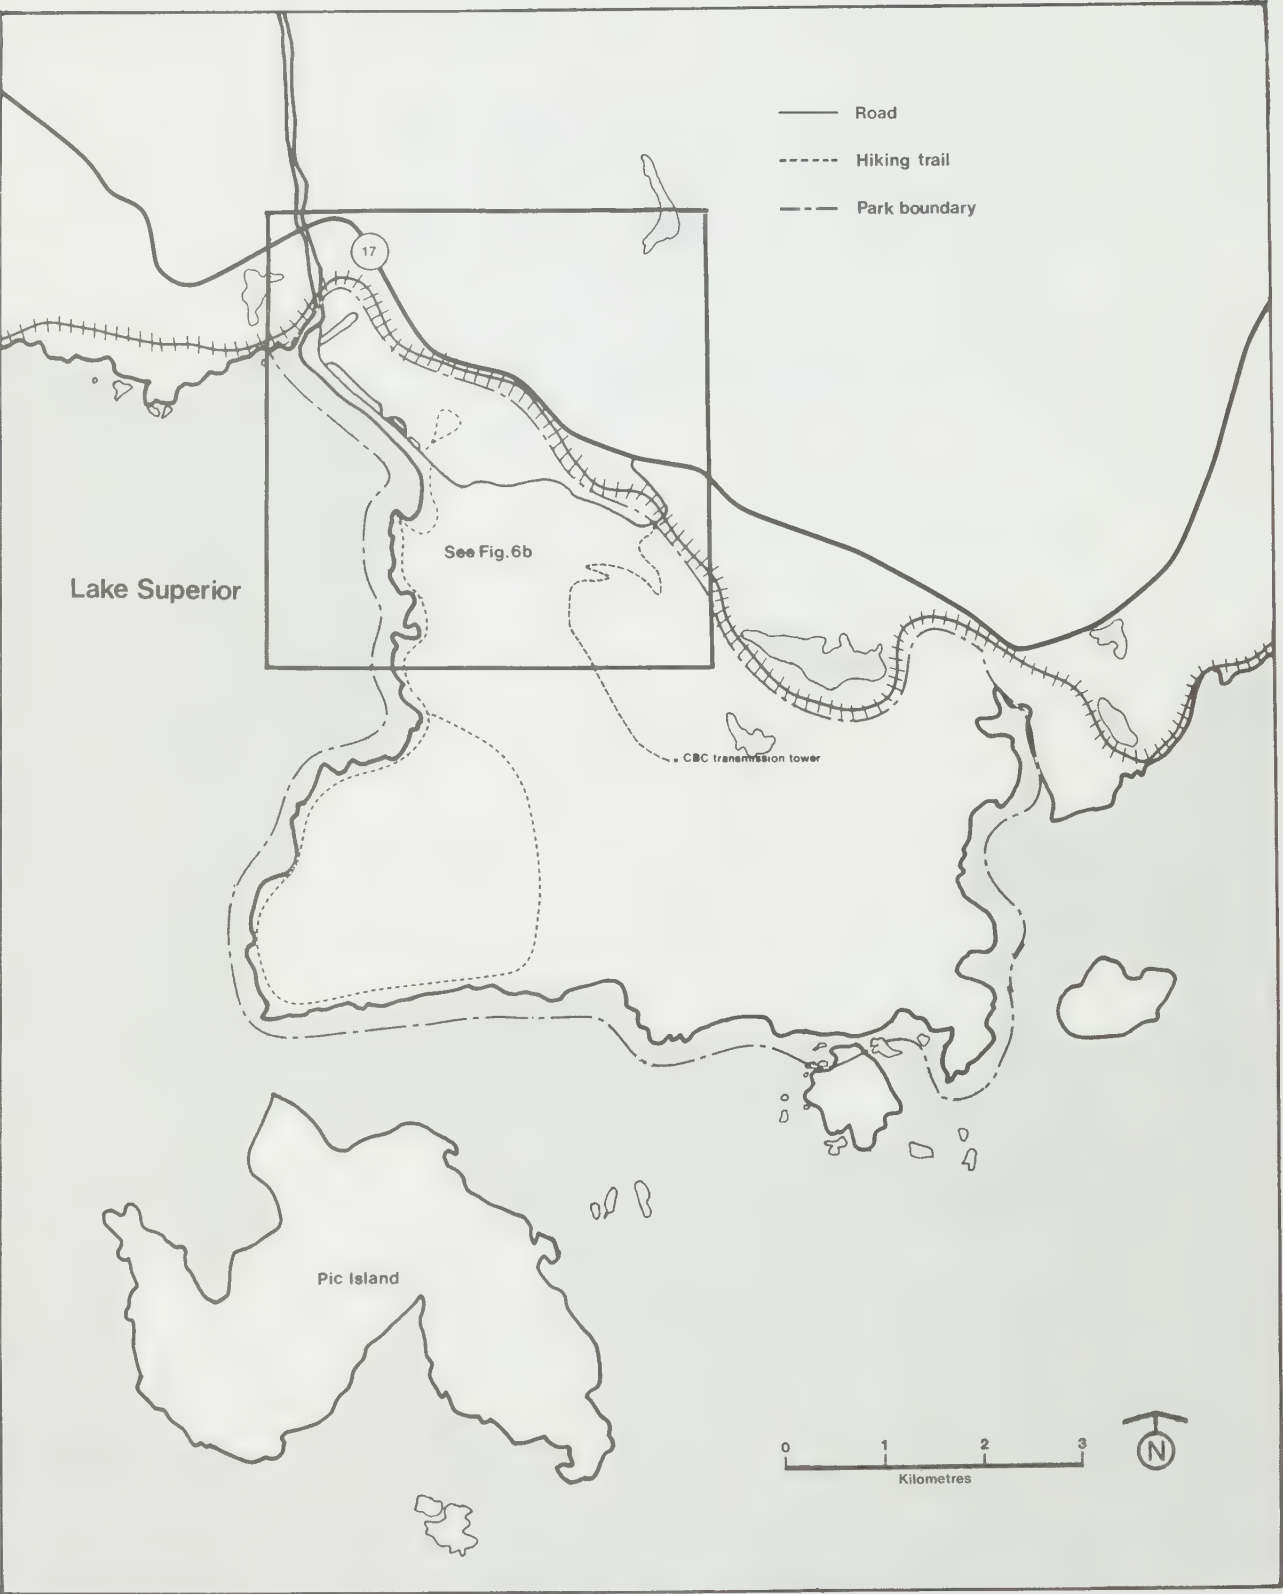 Road
Hiking trail
Park boundary
17
See Fig.6b
Lake Superior
CBC transmission tower
Pic Island
0 1 2 3
Kilometres
N